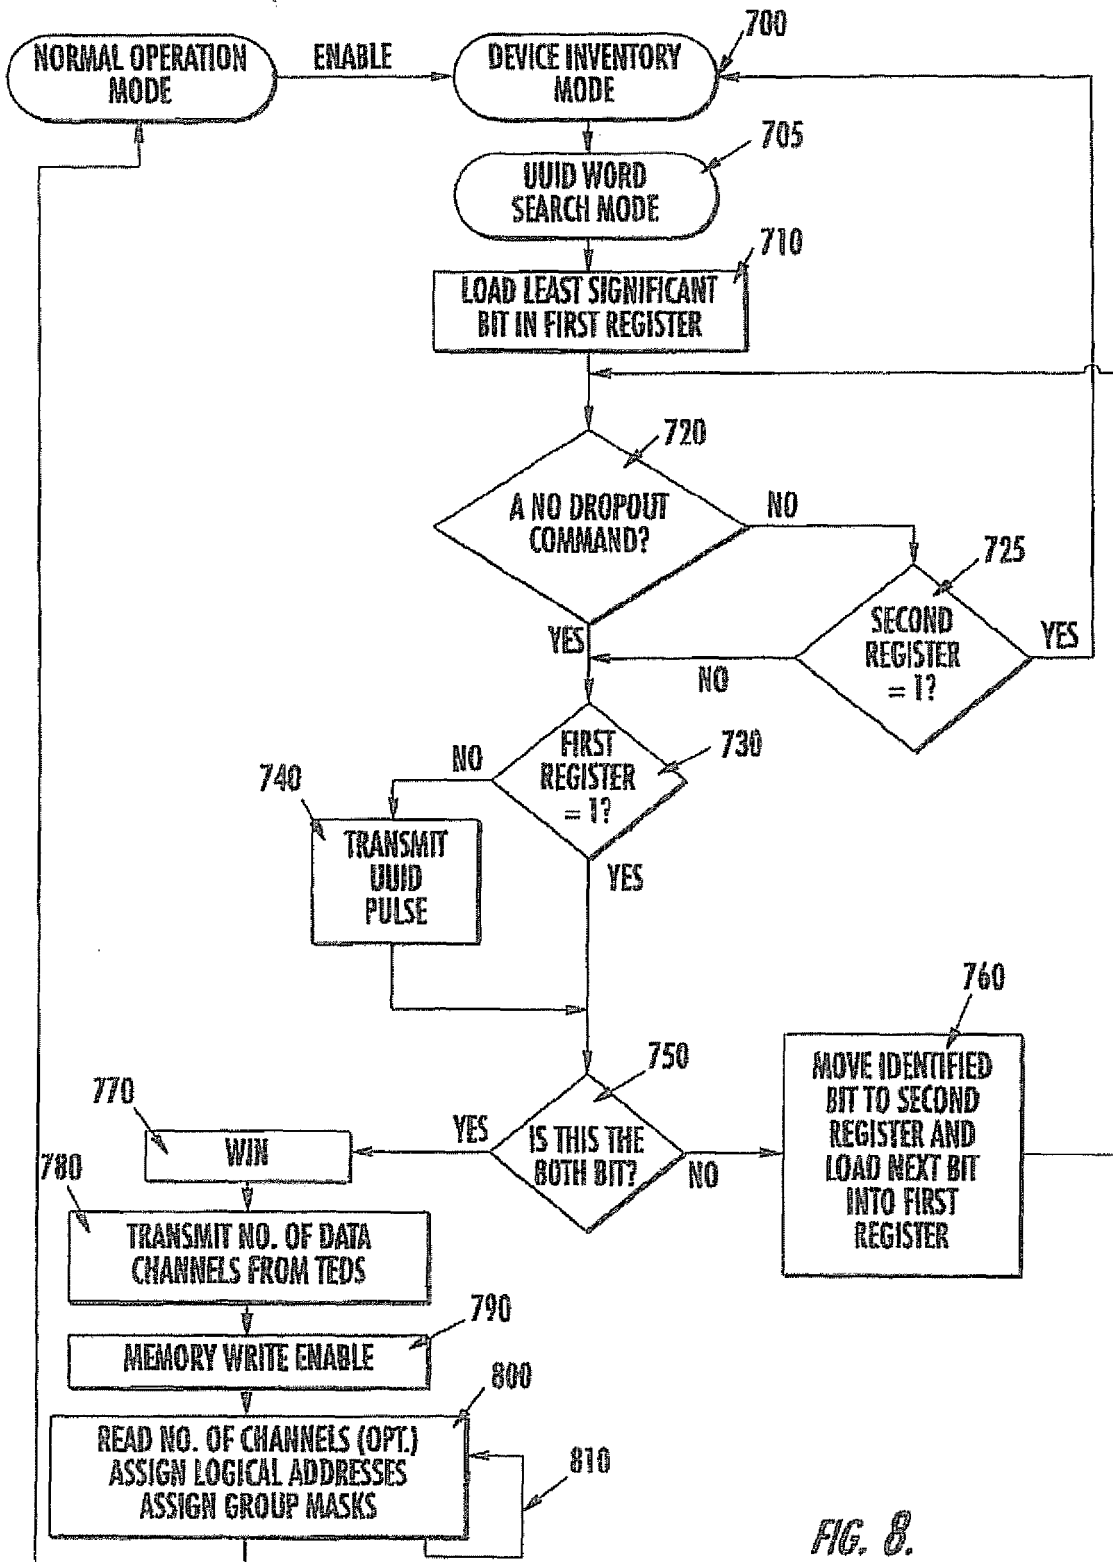 700
NORMAL OPERATION
MODE
ENABLE
DEVICE INVENTORY
MODE
705
UUID WORD
SEARCH MODE
710
LOAD LEAST SIGNIFICANT
BIT IN FIRST REGISTER
720
A NO DROPOUT
COMMAND?
NO
725
YES
SECOND
REGISTER
= 1?
YES
NO
730
FIRST
REGISTER
= 1?
NO
740
TRANSMIT
UUID
PULSE
YES
760
750
MOVE IDENTIFIED
BIT TO SECOND
REGISTER AND
LOAD NEXT BIT
INTO FIRST
REGISTER
770
YES
IS THIS THE
80TH BIT?
NO
WIN
780
TRANSMIT NO. OF DATA
CHANNELS FROM TEDS
790
MEMORY WRITE ENABLE
800
READ NO. OF CHANNELS (OPT.)
ASSIGN LOGICAL ADDRESSES
ASSIGN GROUP MASKS
810
FIG. 8.